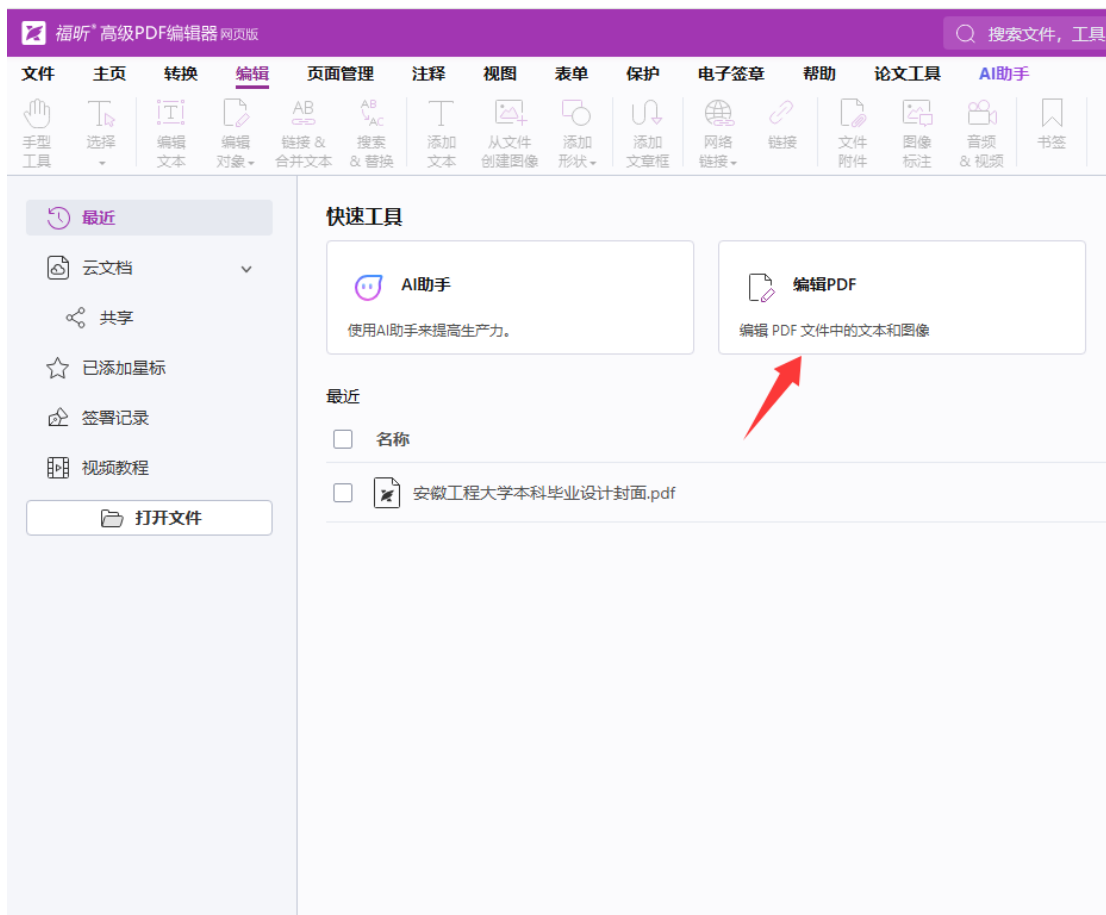 福昕® 高级PDF编辑器 网页版
搜索文件，工具
文件 主页 转换 编辑 页面管理 注释 视图 表单 保护 电子签章 帮助 论文工具 AI助手
手型工具
选择
编辑文本
编辑对象
链接 & 合并文本
搜索 & 替换
添加文本
从文件创建图像
添加形状
添加文章框
网络链接
链接
文件附件
图像标注
音频 & 视频
书签
最近
云文档
共享
已添加星标
签署记录
视频教程
打开文件
快速工具
AI助手
使用AI助手来提高生产力。
编辑PDF
编辑 PDF 文件中的文本和图像
最近
名称
安徽工程大学本科毕业设计封面.pdf